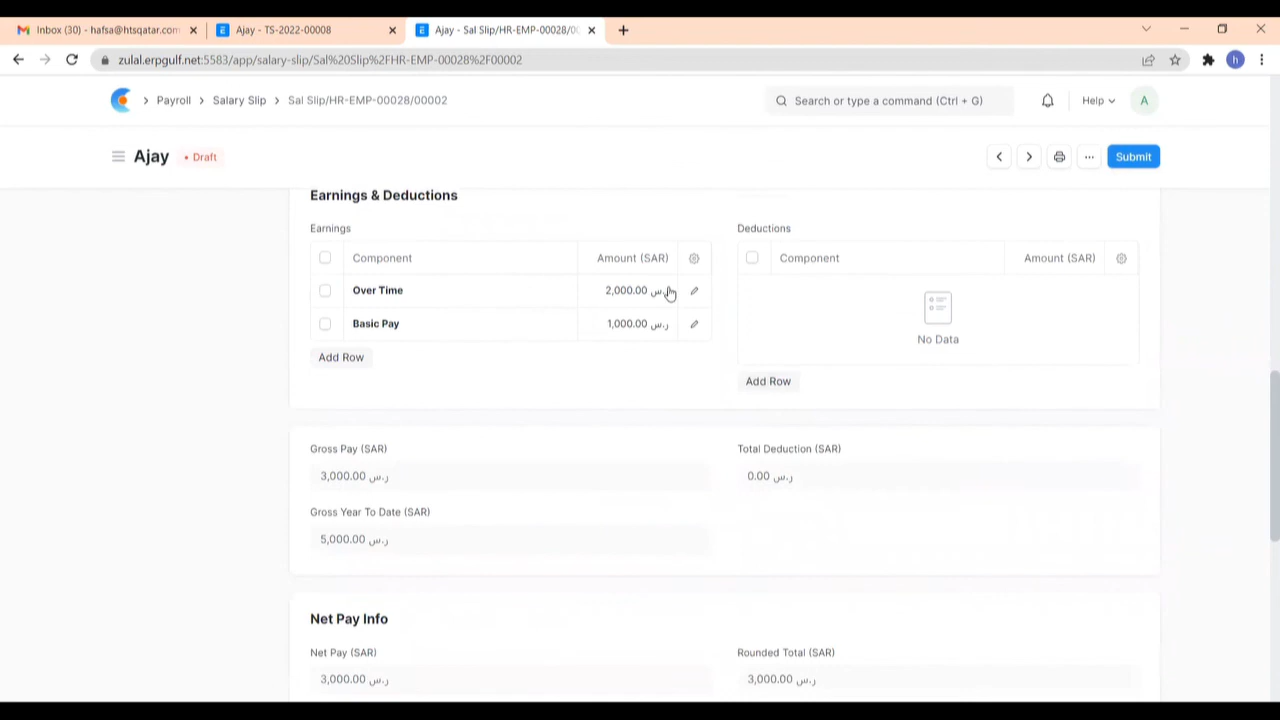 Inbox (30) - hafsa@htsqatar.com
Ajay - TS-2022-00008
Ajay - Sal Slip/HR-EMP-00028/00
zulal.erpgulf.net:5583/app/salary-slip/Sal%20Slip%2FHR-EMP-00028%2F00002
h
Payroll > Salary Slip > Sal Slip/HR-EMP-00028/00002
Search or type a command (Ctrl + G)
Help
A
Ajay
• Draft
Submit
Earnings & Deductions
Earnings
Deductions
Component Amount (SAR)
Component Amount (SAR)
Over Time 2,000.00 ر.س
Basic Pay 1,000.00 ر.س
No Data
Add Row
Add Row
Gross Pay (SAR)
Total Deduction (SAR)
3,000.00 ر.س
0.00 ر.س
Gross Year To Date (SAR)
5,000.00 ر.س
Net Pay Info
Net Pay (SAR)
Rounded Total (SAR)
3,000.00 ر.س
3,000.00 ر.س